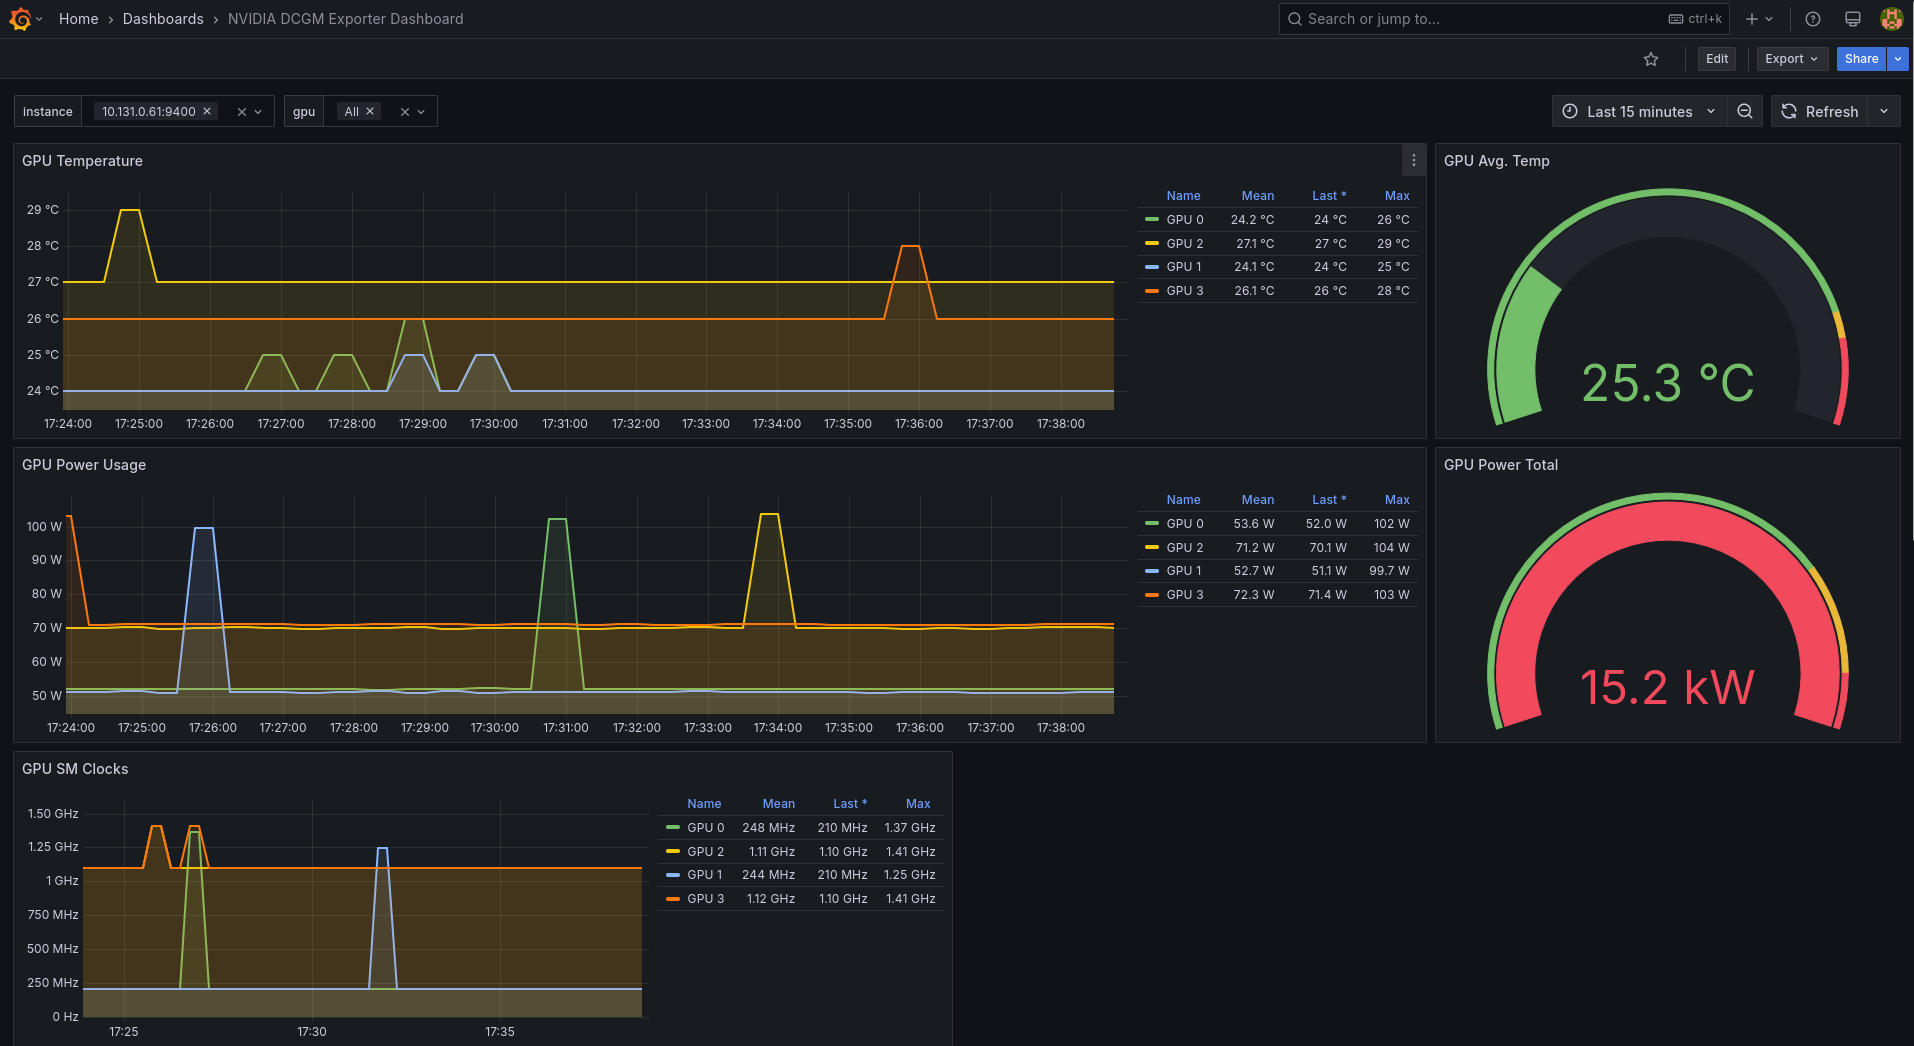 Home › Dashboards › NVIDIA DCGM Exporter Dashboard
Search or jump to... ctrl+k
Edit Export Share
instance 10.131.0.61:9400 gpu All Last 15 minutes Refresh
GPU Temperature
29 °C
28 °C
27 °C
26 °C
25 °C
24 °C
17:24:00 17:25:00 17:26:00 17:27:00 17:28:00 17:29:00 17:30:00 17:31:00 17:32:00 17:33:00 17:34:00 17:35:00 17:36:00 17:37:00 17:38:00
Name Mean Last * Max
GPU 0 24.2 °C 24 °C 26 °C
GPU 2 27.1 °C 27 °C 29 °C
GPU 1 24.1 °C 24 °C 25 °C
GPU 3 26.1 °C 26 °C 28 °C
GPU Avg. Temp
25.3 °C
GPU Power Usage
100 W
90 W
80 W
70 W
60 W
50 W
17:24:00 17:25:00 17:26:00 17:27:00 17:28:00 17:29:00 17:30:00 17:31:00 17:32:00 17:33:00 17:34:00 17:35:00 17:36:00 17:37:00 17:38:00
Name Mean Last * Max
GPU 0 53.6 W 52.0 W 102 W
GPU 2 71.2 W 70.1 W 104 W
GPU 1 52.7 W 51.1 W 99.7 W
GPU 3 72.3 W 71.4 W 103 W
GPU Power Total
15.2 kW
GPU SM Clocks
1.50 GHz
1.25 GHz
1 GHz
750 MHz
500 MHz
250 MHz
0 Hz
17:25 17:30 17:35
Name Mean Last * Max
GPU 0 248 MHz 210 MHz 1.37 GHz
GPU 2 1.11 GHz 1.10 GHz 1.41 GHz
GPU 1 244 MHz 210 MHz 1.25 GHz
GPU 3 1.12 GHz 1.10 GHz 1.41 GHz